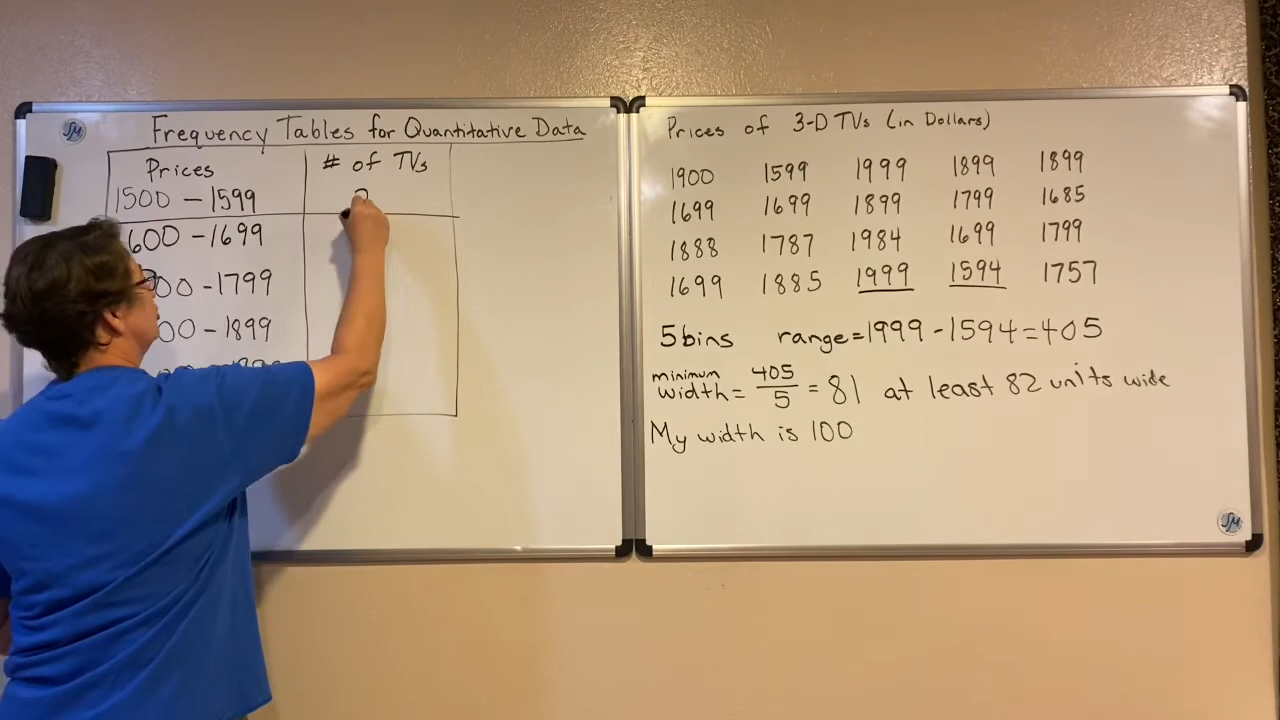 Frequency Tables for Quantitative Data
Prices # of TVs
1500 - 1599
600 - 1699
00 - 1799
00 - 1899
Prices of 3-D TVs (in Dollars)
1900 1599 1999 1899 1899
1699 1699 1899 1799 1685
1888 1787 1984 1699 1799
1699 1885 1999 1594 1757
5 bins range = 1999 - 1594 = 405
minimum
width = 405/5 = 81 at least 82 units wide
My width is 100
SM
SM